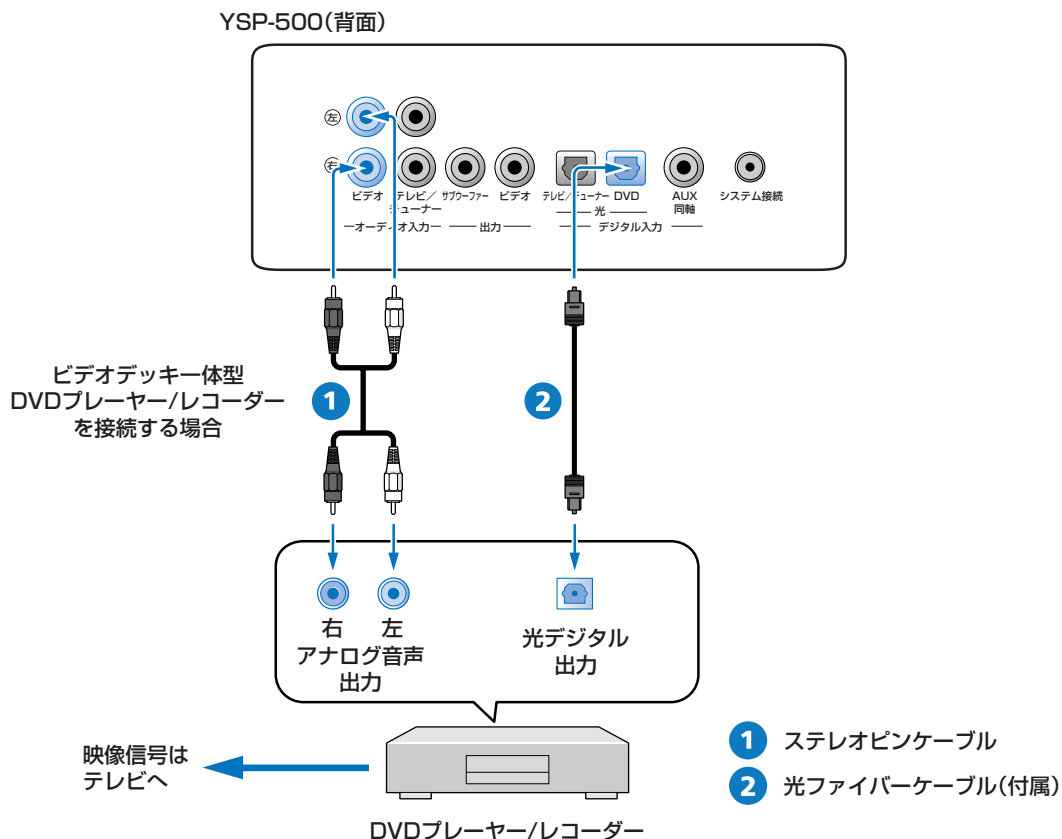 YSP-500(背面)
左
右
ビデオ
テレビ/
チューナー
サブウーファー
ビデオ
テレビ/チューナー
DVD
AUX
同軸
システム接続
光
オーディオ入力
出力
デジタル入力
ビデオデッキ一体型
DVDプレーヤー/レコーダー
を接続する場合
1
2
右
左
アナログ音声
出力
光デジタル
出力
映像信号は
テレビへ
DVDプレーヤー/レコーダー
1 ステレオピンケーブル
2 光ファイバーケーブル(付属)